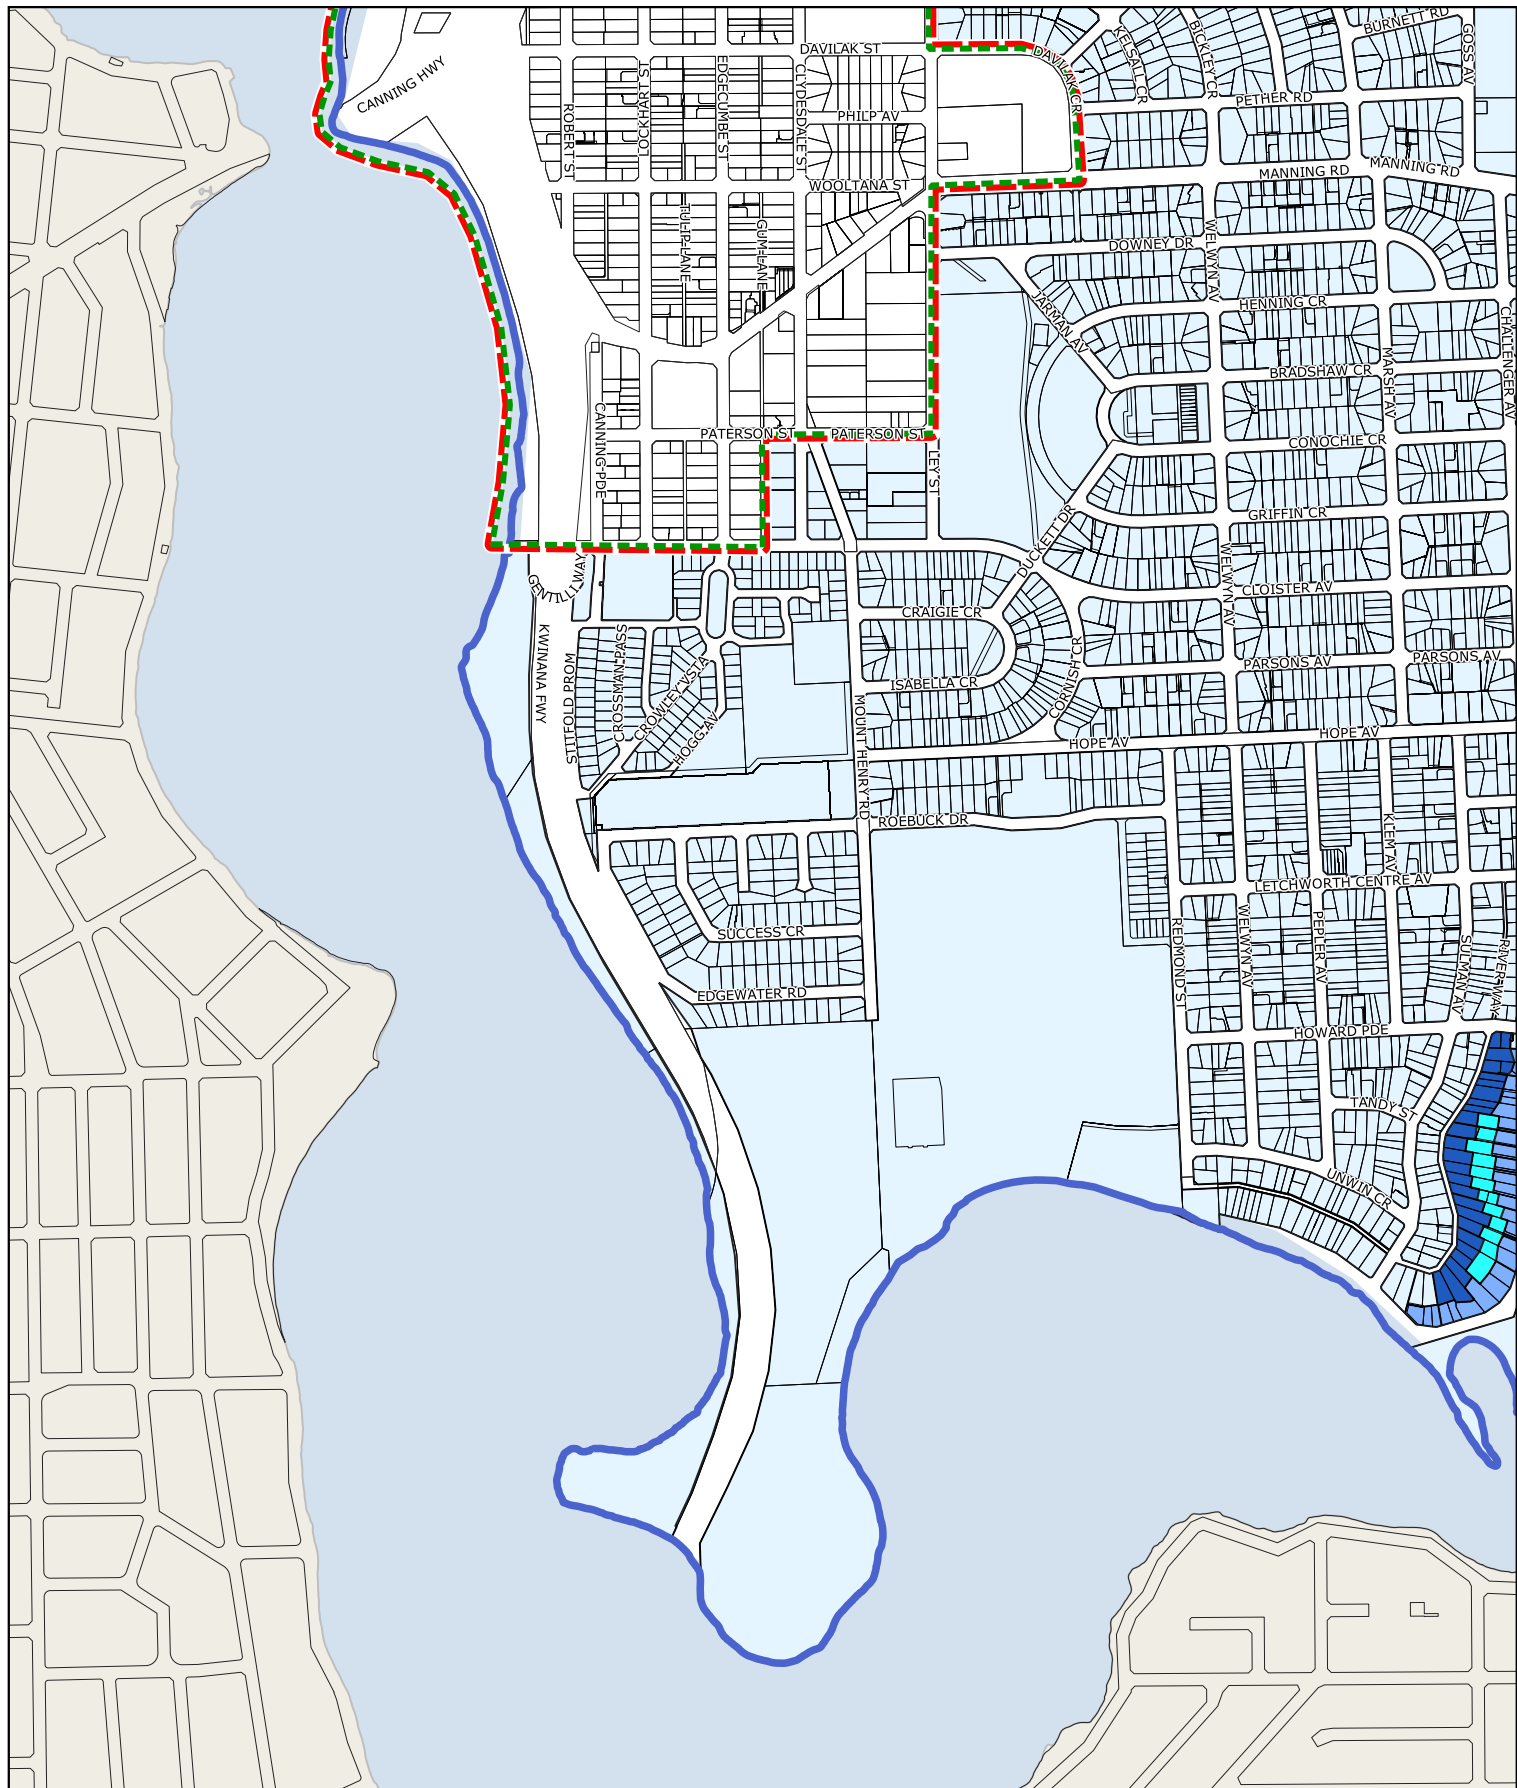 BURNETT RD
GOSS AV
KELSALL CR
BICKLEY CR
DAVILAK ST
DAVILAK CR
CANNING HWY
LOCKHART ST
EDGECUMBE ST
CLYDESDALE ST
ROBERT ST
PETHER RD
PHILP AV
MANNING RD
MANNING RD
WOOLTANA ST
TULIP LANE
GUM LANE
WELWYN AV
DOWNEY DR
HENNING CR
JARMAN AV
CHALLENGER AV
MARSH AV
BRADSHAW CR
CANNING PDE
PATERSON ST
PATERSON ST
LEY ST
CONOCHIE CR
GRIFFIN CR
DUCKETT DR
WELWYN AV
GENTILLI WAY
CLOISTER AV
CRAIGIE CR
KWINANA FWY
STITFOLD PROM
CROSSMAN PASS
CROWLEY VSTA
HOGG AV
CORNISH CR
PARSONS AV
PARSONS AV
ISABELLA CR
MOUNT HENRY RD
HOPE AV
HOPE AV
ROEBUCK DR
KLEM AV
LETCHWORTH CENTRE AV
SUCCESS CR
REDMOND ST
WELWYN AV
PEPLER AV
SULMAN AV
RIVER WAY
EDGEWATER RD
HOWARD PDE
TANDY ST
UNWIN CR